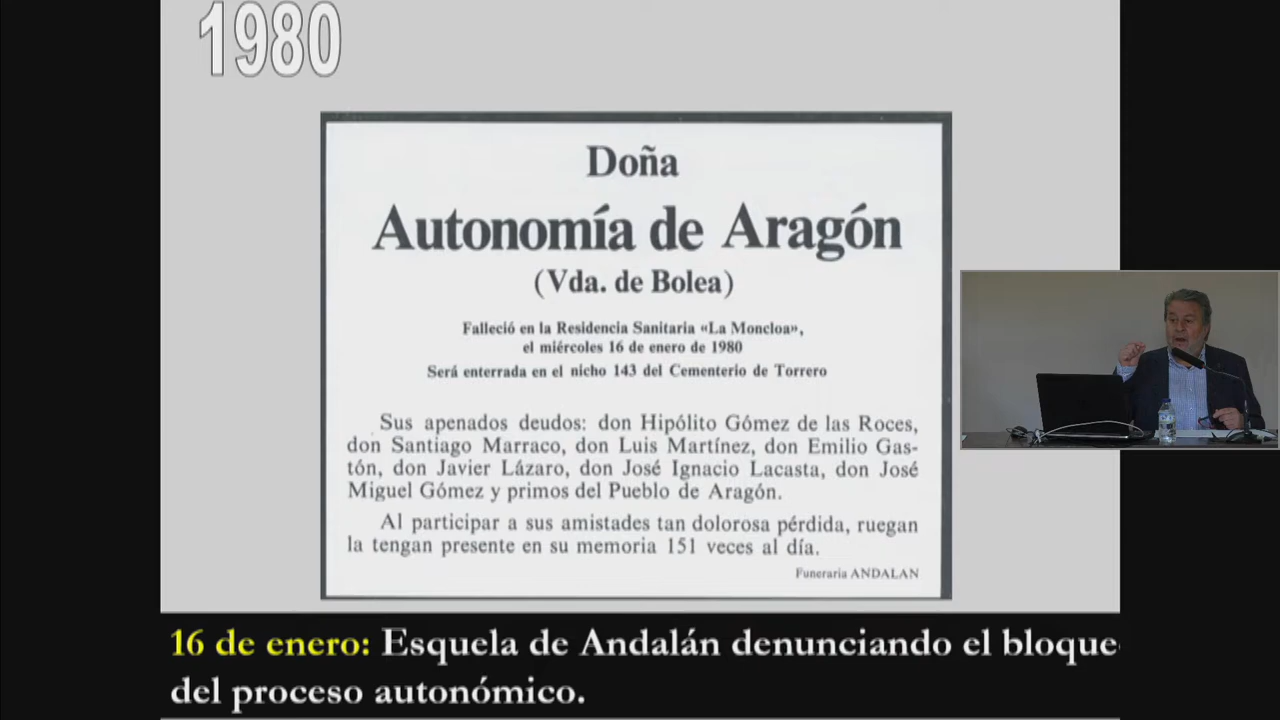 1980
Doña
Autonomía de Aragón
(Vda. de Bolea)
Falleció en la Residencia Sanitaria «La Moncloa»,
el miércoles 16 de enero de 1980
Será enterrada en el nicho 143 del Cementerio de Torrero
Sus apenados deudos: don Hipólito Gómez de las Roces,
don Santiago Marraco, don Luis Martínez, don Emilio Gas-
tón, don Javier Lázaro, don José Ignacio Lacasta, don José
Miguel Gómez y primos del Pueblo de Aragón.
Al participar a sus amistades tan dolorosa pérdida, ruegan
la tengan presente en su memoria 151 veces al día.
Funeraria ANDALAN
16 de enero: Esquela de Andalán denunciando el bloque
del proceso autonómico.